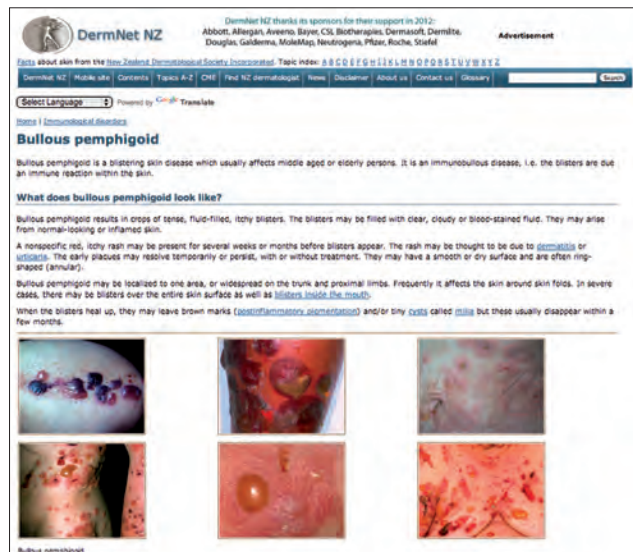 DermNet NZ
DermNet NZ thanks its sponsors for their support in 2012:
Abbott, Allergan, Aveeno, Bayer, CSL Biotherapies, Dermasoft, Dermlite,
Douglas, Galderma, MoleMap, Neutrogena, Pfizer, Roche, Stiefel
Advertisement
Facts about skin from the New Zealand Dermatological Society Incorporated. Topic index: A B C D E F G H I J K L M N O P Q R S T U V W X Y Z
DermNet NZ Mobile site Contents Topics A-Z CME Find NZ dermatologist News Disclaimer About us Contact us Glossary Search
Select Language Powered by Google Translate
Home | Immunological disorders
Bullous pemphigoid
Bullous pemphigoid is a blistering skin disease which usually affects middle aged or elderly persons. It is an immunobullous disease, i.e. the blisters are due
an immune reaction within the skin.
What does bullous pemphigoid look like?
Bullous pemphigoid results in crops of tense, fluid-filled, itchy blisters. The blisters may be filled with clear, cloudy or blood-stained fluid. They may arise
from normal-looking or inflamed skin.
A nonspecific red, itchy rash may be present for several weeks or months before blisters appear. The rash may be thought to be due to dermatitis or
urticaria. The early plaques may resolve temporarily or persist, with or without treatment. They may have a smooth or dry surface and are often ring-
shaped (annular).
Bullous pemphigoid may be localized to one area, or widespread on the trunk and proximal limbs. Frequently it affects the skin around skin folds. In severe
cases, there may be blisters over the entire skin surface as well as blisters inside the mouth.
When the blisters heal up, they may leave brown marks (postinflammatory pigmentation) and/or tiny cysts called milia but these usually disappear within a
few months.
Bullous pemphigoid